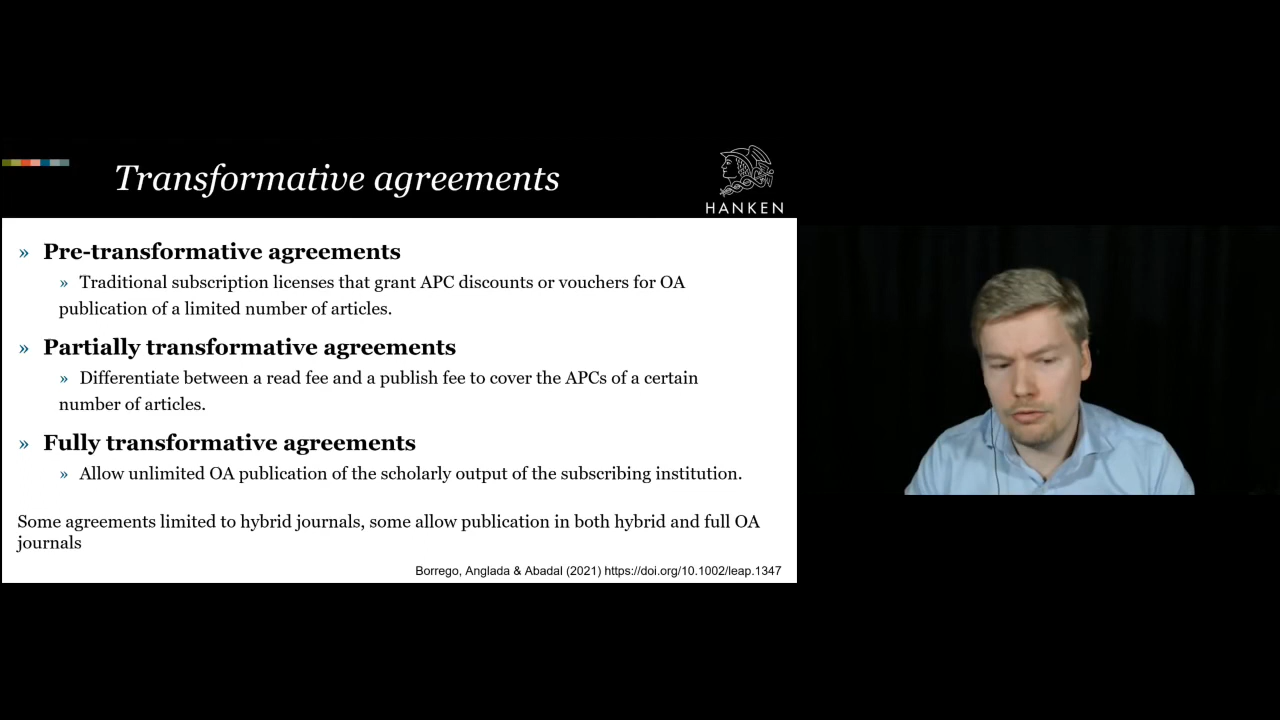 Transformative agreements
HANKEN
» Pre-transformative agreements
» Traditional subscription licenses that grant APC discounts or vouchers for OA
publication of a limited number of articles.
» Partially transformative agreements
» Differentiate between a read fee and a publish fee to cover the APCs of a certain
number of articles.
» Fully transformative agreements
» Allow unlimited OA publication of the scholarly output of the subscribing institution.
Some agreements limited to hybrid journals, some allow publication in both hybrid and full OA
journals
Borrego, Anglada & Abadal (2021) https://doi.org/10.1002/leap.1347